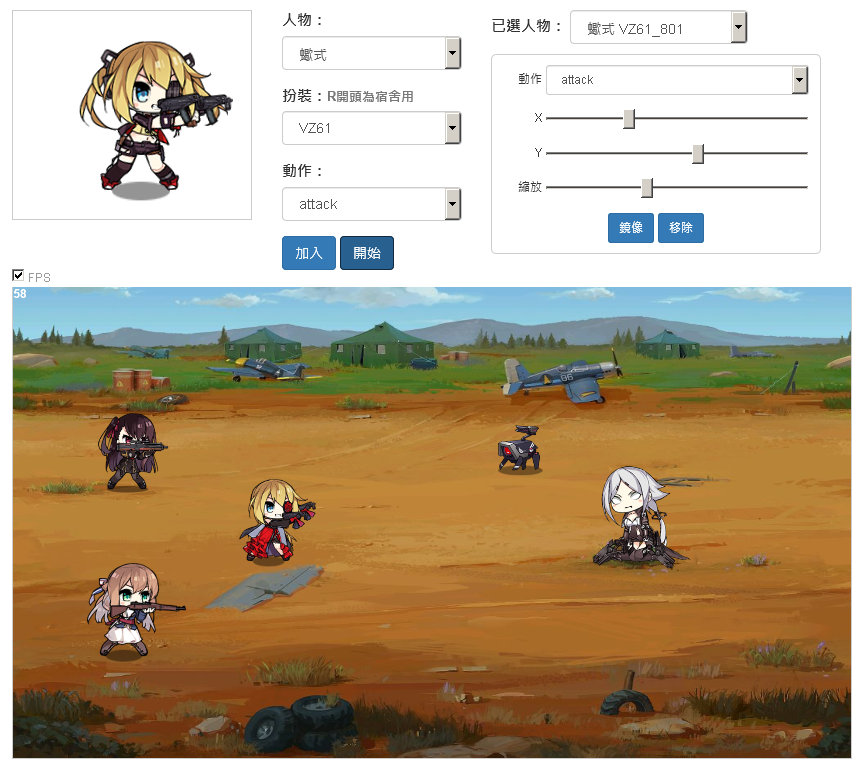 人物：
蠍式
扮裝：R開頭為宿舍用
VZ61
動作：
attack
加入 開始
已選人物： 蠍式 VZ61_801
動作 attack
X
Y
縮放
鏡像 移除
FPS
58
96